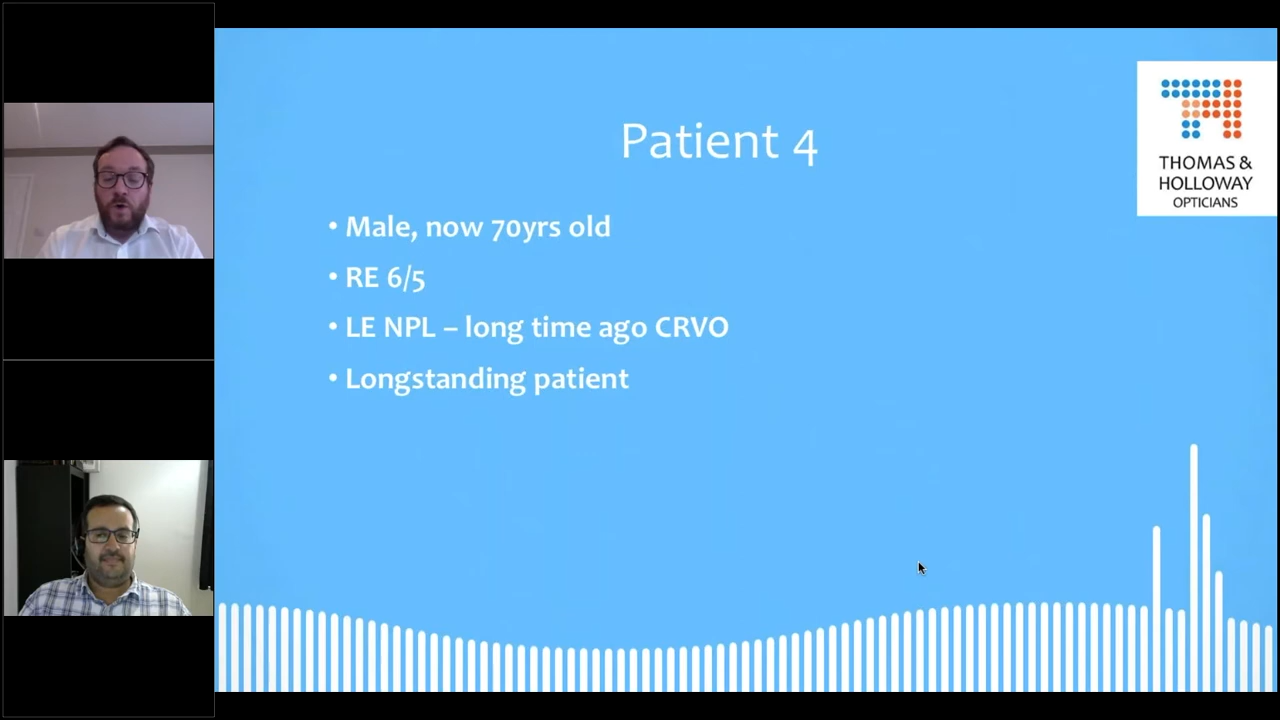 Patient 4
• Male, now 70yrs old
• RE 6/5
• LE NPL – long time ago CRVO
• Longstanding patient
THOMAS &
HOLLOWAY
OPTICIANS